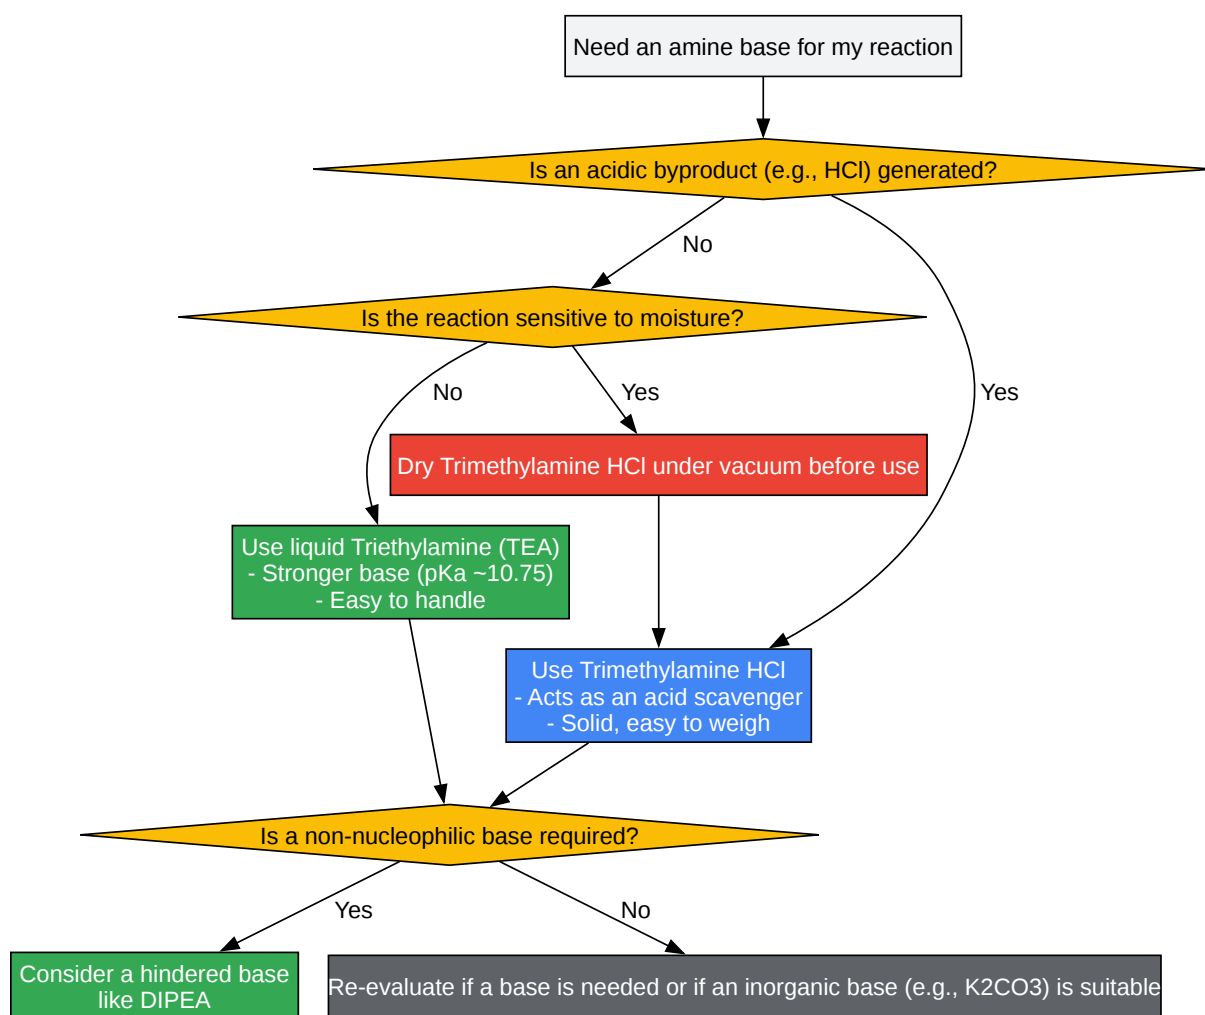 Need an amine base for my reaction
Is an acidic byproduct (e.g., HCl) generated?
No
Is the reaction sensitive to moisture?
No
Yes
Yes
Dry Trimethylamine HCl under vacuum before use
Use liquid Triethylamine (TEA)
- Stronger base (pKa ~10.75)
- Easy to handle
Use Trimethylamine HCl
- Acts as an acid scavenger
- Solid, easy to weigh
Is a non-nucleophilic base required?
Yes
No
Consider a hindered base
like DIPEA
Re-evaluate if a base is needed or if an inorganic base (e.g., K2CO3) is suitable